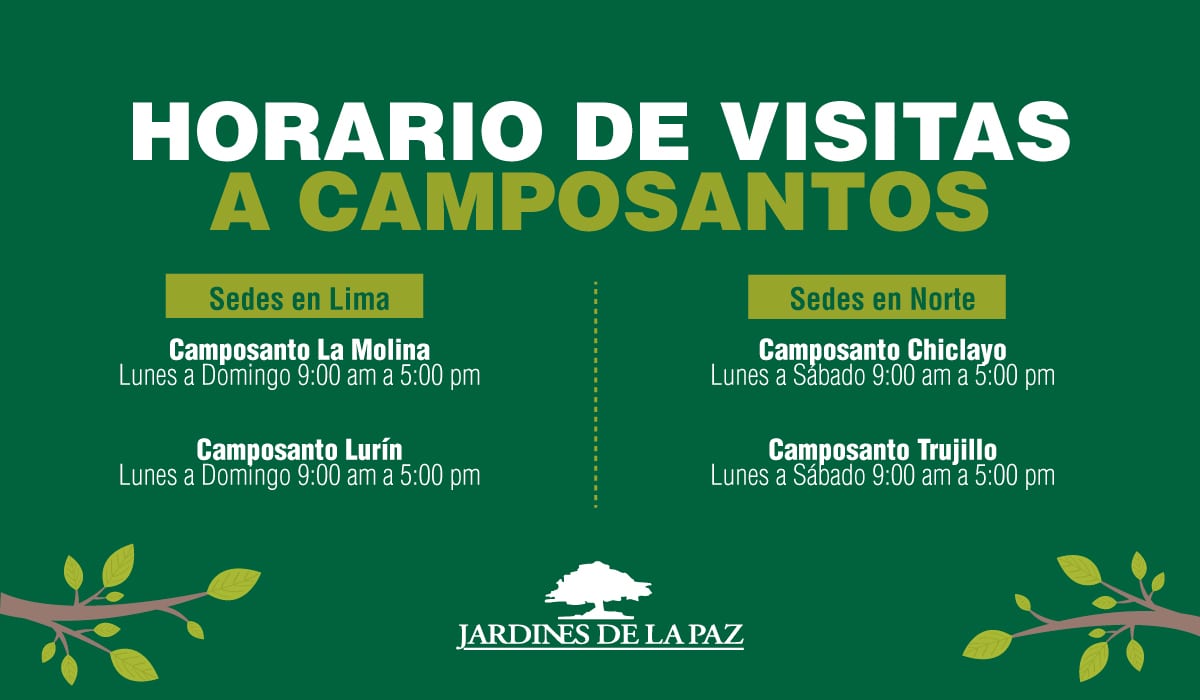 HORARIO DE VISITAS
A CAMPOSANTOS
Sedes en Lima
Camposanto La Molina
Lunes a Domingo 9:00 am a 5:00 pm
Camposanto Lurín
Lunes a Domingo 9:00 am a 5:00 pm
Sedes en Norte
Camposanto Chiclayo
Lunes a Sábado 9:00 am a 5:00 pm
Camposanto Trujillo
Lunes a Sábado 9:00 am a 5:00 pm
JARDINES DE LA PAZ